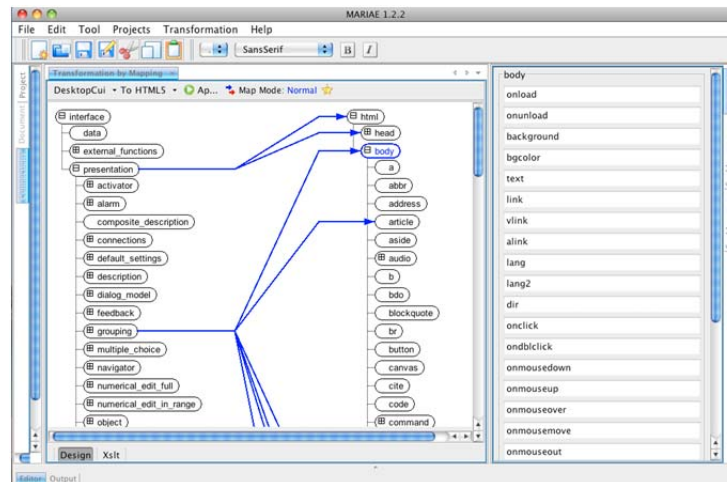 MARIAE 1.2.2
File Edit Tool Projects Transformation Help
SansSerif B I
Project
Document
Transformation by Mapping
DesktopCui To HTML5 Ap... Map Mode: Normal
interface
data
external_functions
presentation
activator
alarm
composite_description
connections
default_settings
description
dialog_model
feedback
grouping
multiple_choice
navigator
numerical_edit_full
numerical_edit_in_range
object
html
head
body
a
abbr
address
article
aside
audio
b
bdo
blockquote
br
button
canvas
cite
code
command
Design Xslt
body
onload
onunload
background
bgcolor
text
link
vlink
alink
lang
lang2
dir
onclick
ondblclick
onmousedown
onmouseup
onmouseover
onmousemove
onmouseout
Editor Output